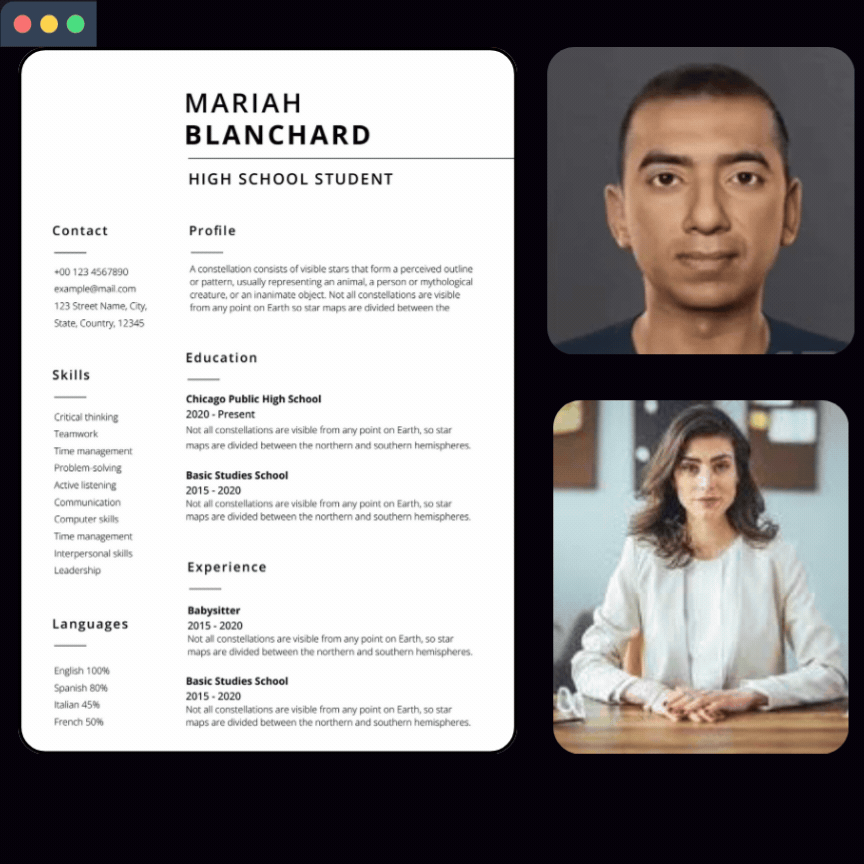 MARIAH
BLANCHARD
HIGH SCHOOL STUDENT
Contact
+00 123 4567890
example@mail.com
123 Street Name, City,
State, Country, 12345
Skills
Critical thinking
Teamwork
Time management
Problem-solving
Active listening
Communication
Computer skills
Time management
Interpersonal skills
Leadership
Languages
English 100%
Spanish 80%
Italian 45%
French 50%
Profile
A constellation consists of visible stars that form a perceived outline
or pattern, usually representing an animal, a person or mythological
creature, or an inanimate object. Not all constellations are visible
from any point on Earth so star maps are divided between the
Education
Chicago Public High School
2020 - Present
Not all constellations are visible from any point on Earth, so star
maps are divided between the northern and southern hemispheres.
Basic Studies School
2015 - 2020
Not all constellations are visible from any point on Earth, so star
maps are divided between the northern and southern hemispheres.
Experience
Babysitter
2015 - 2020
Not all constellations are visible from any point on Earth, so star
maps are divided between the northern and southern hemispheres.
Basic Studies School
2015 - 2020
Not all constellations are visible from any point on Earth, so star
maps are divided between the northern and southern hemispheres.